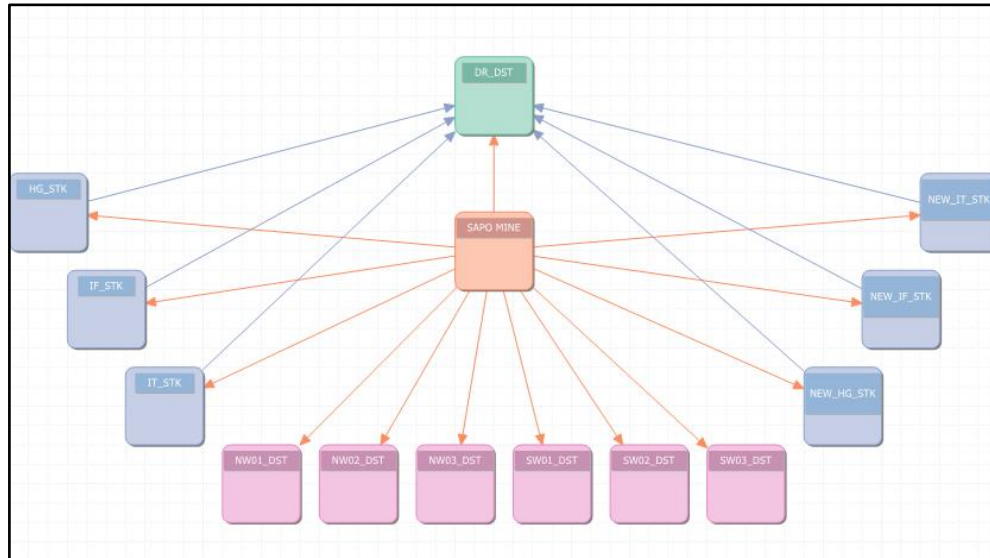 DR_DST
HG_STK
NEW_IT_STK
SAPO MINE
IF_STK
NEW_IF_STK
IT_STK
NEW_HG_STK
NW01_DST
NW02_DST
NW03_DST
SW01_DST
SW02_DST
SW03_DST